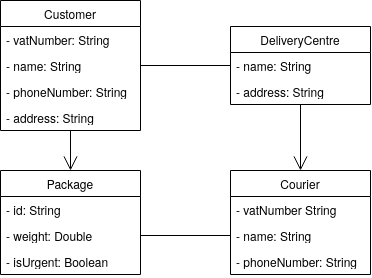 Customer
- vatNumber: String
- name: String
- phoneNumber: String
- address: String
DeliveryCentre
- name: String
- address: String
Package
- id: String
- weight: Double
- isUrgent: Boolean
Courier
- vatNumber String
- name: String
- phoneNumber: String